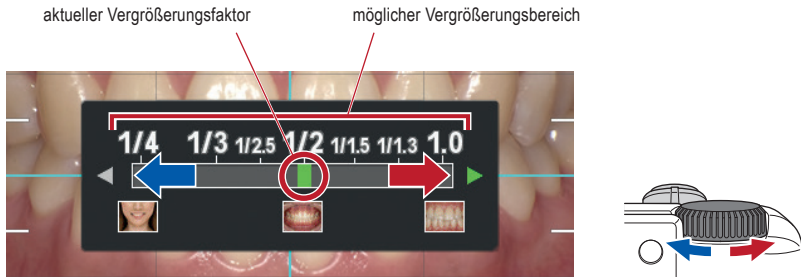 aktueller Vergrößerungsfaktor
möglicher Vergrößerungsbereich
1/4 1/3 1/2.5 1/2 1/1.5 1/1.3 1.0